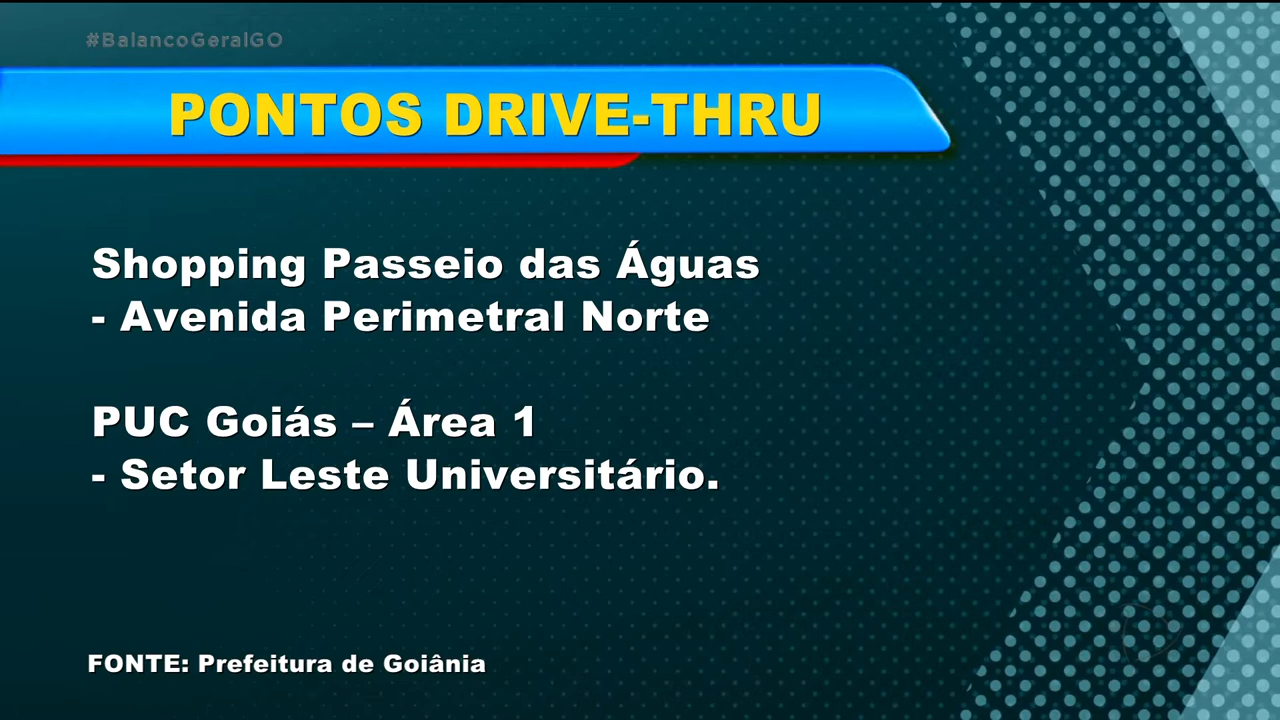 #BalancoGeralGO
PONTOS DRIVE-THRU
Shopping Passeio das Águas
- Avenida Perimetral Norte
PUC Goiás – Área 1
- Setor Leste Universitário.
FONTE: Prefeitura de Goiânia